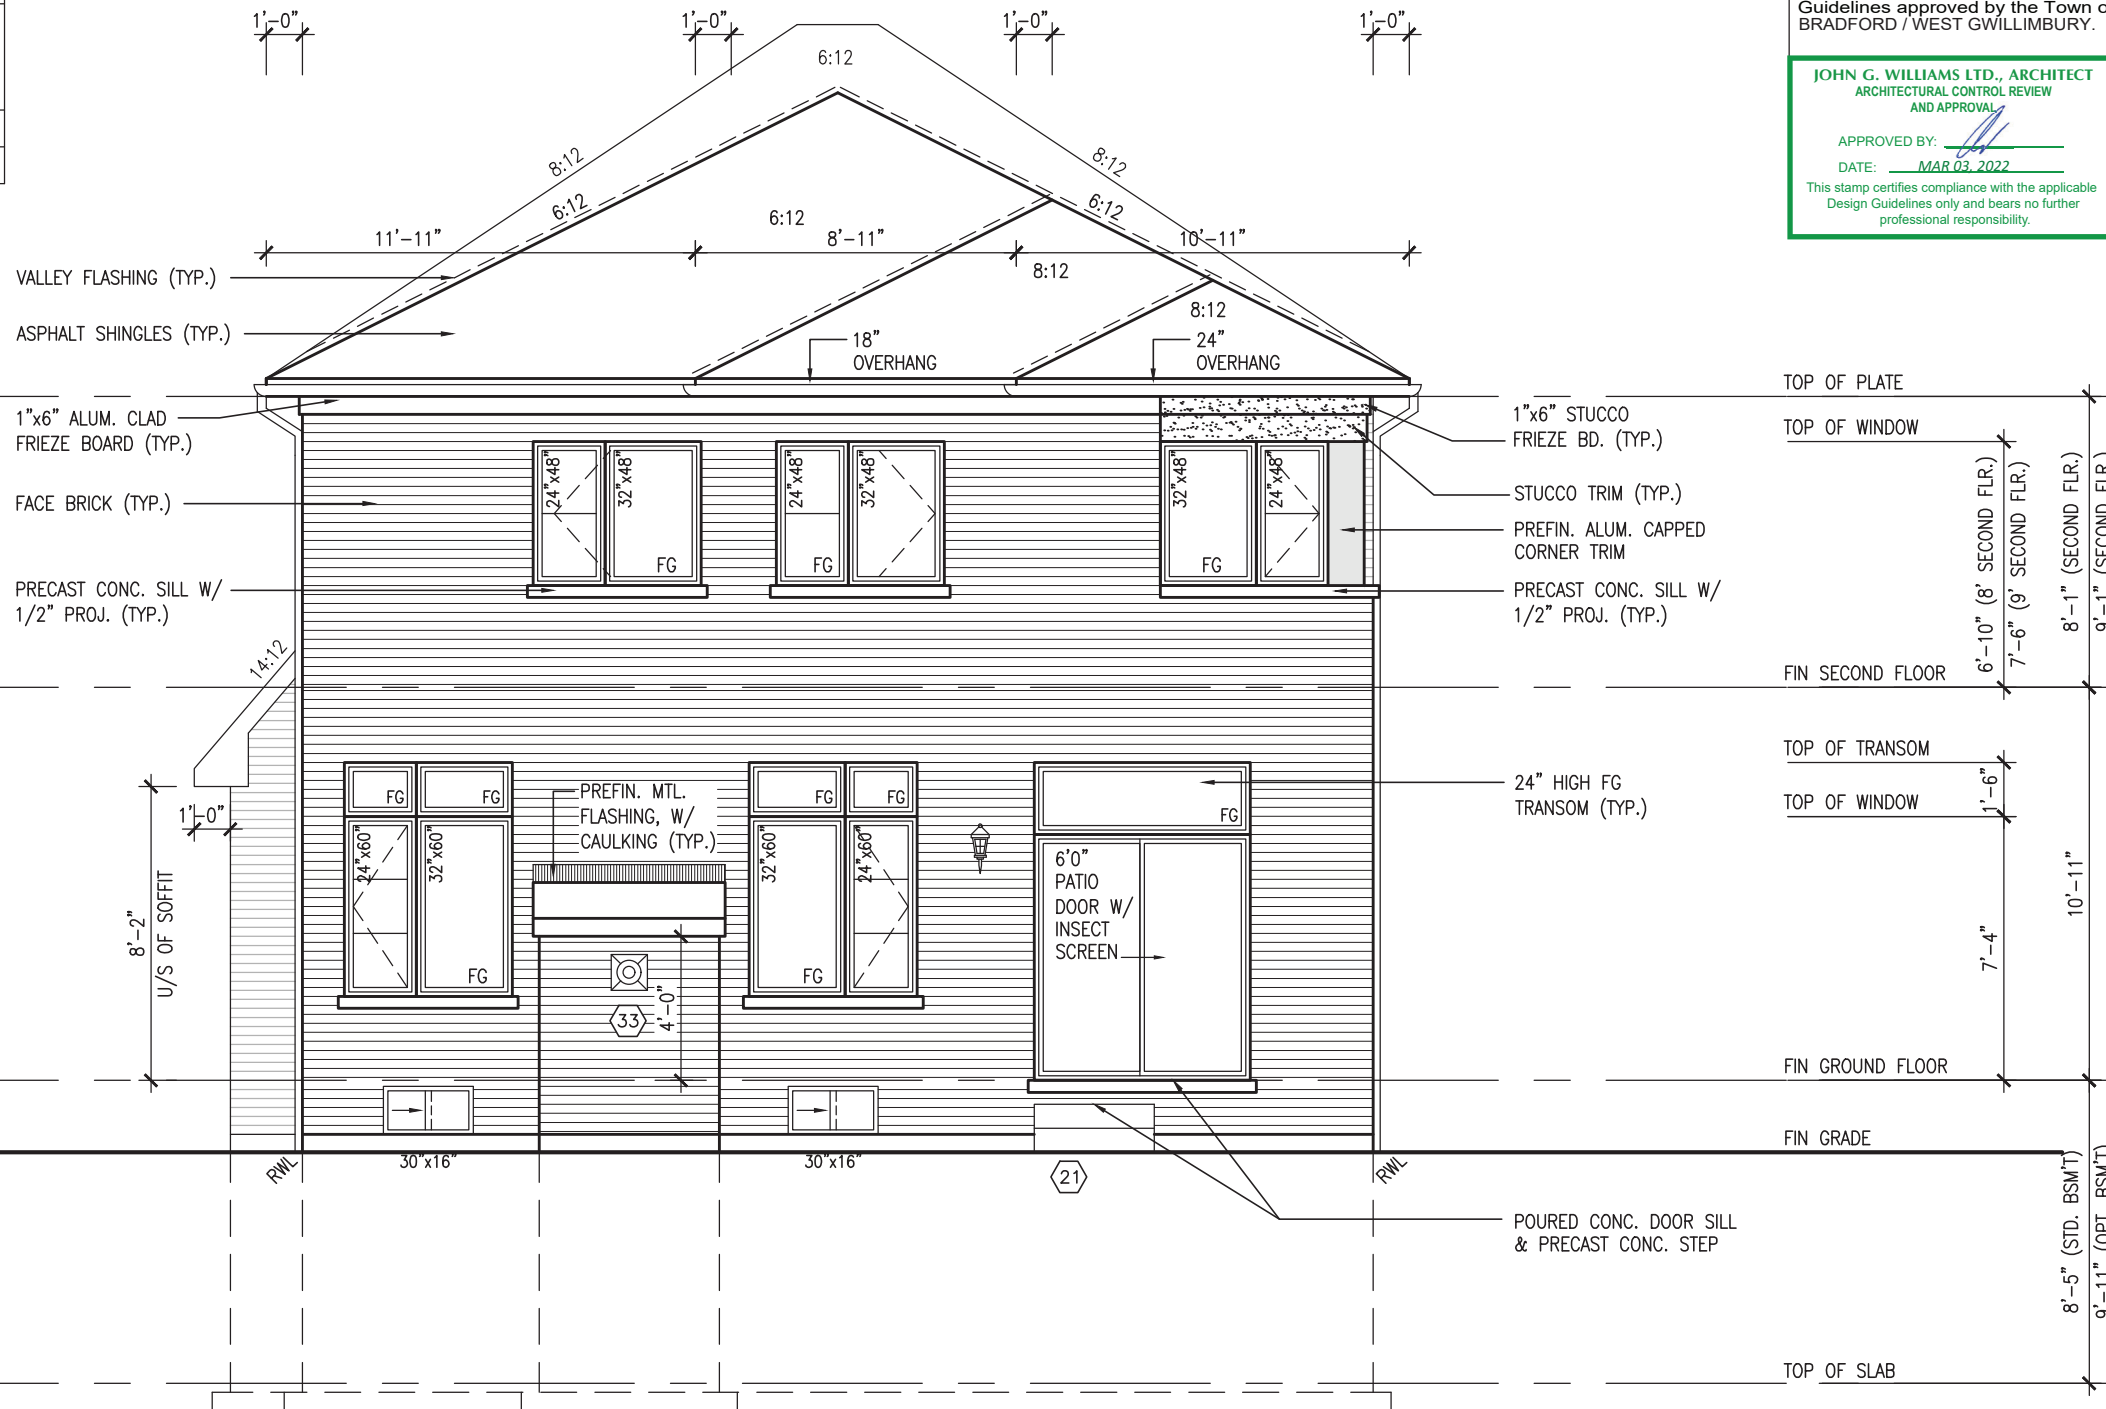 Guidelines approved by the Town
BRADFORD / WEST GWILLIMBURY.
JOHN G. WILLIAMS LTD., ARCHITECT
ARCHITECTURAL CONTROL REVIEW
AND APPROVAL
APPROVED BY:
DATE: MAR 03, 2022
This stamp certifies compliance with the applicable
Design Guidelines only and bears no further
professional responsibility.
1'-0" 1'-0" 1'-0" 1'-0"
6:12
8:12 8:12
6:12 6:12 6:12
11'-11" 8'-11" 10'-11"
8:12
8:12
VALLEY FLASHING (TYP.)
ASPHALT SHINGLES (TYP.)
18"
OVERHANG
24"
OVERHANG
1"x6" ALUM. CLAD
FRIEZE BOARD (TYP.)
FACE BRICK (TYP.)
PRECAST CONC. SILL W/
1/2" PROJ. (TYP.)
14:12
24"x48" 32"x48" 24"x48" 32"x48" 32"x48" 24"x48"
FG FG FG
1"x6" STUCCO
FRIEZE BD. (TYP.)
STUCCO TRIM (TYP.)
PREFIN. ALUM. CAPPED
CORNER TRIM
PRECAST CONC. SILL W/
1/2" PROJ. (TYP.)
TOP OF PLATE
TOP OF WINDOW
6'-10" (8' SECOND FLR.)
7'-6" (9' SECOND FLR.)
8'-1" (SECOND FLR.)
9'-1" (SECOND FLR.)
FIN SECOND FLOOR
TOP OF TRANSOM
1'-6"
TOP OF WINDOW
24" HIGH FG
TRANSOM (TYP.)
FG FG FG FG FG
PREFIN. MTL.
FLASHING, W/
CAULKING (TYP.)
1'-0"
8'-2"
U/S OF SOFFIT
24"x60" 32"x60" 32"x60" 24"x60"
FG FG
33
4'-0"
6'0"
PATIO
DOOR W/
INSECT
SCREEN
7'-4"
10'-11"
FIN GROUND FLOOR
FIN GRADE
RWL 30"x16" 30"x16" 21 RWL
POURED CONC. DOOR SILL
& PRECAST CONC. STEP
8'-5" (STD. BSM'T)
9'-11" (OPT. BSM'T)
TOP OF SLAB